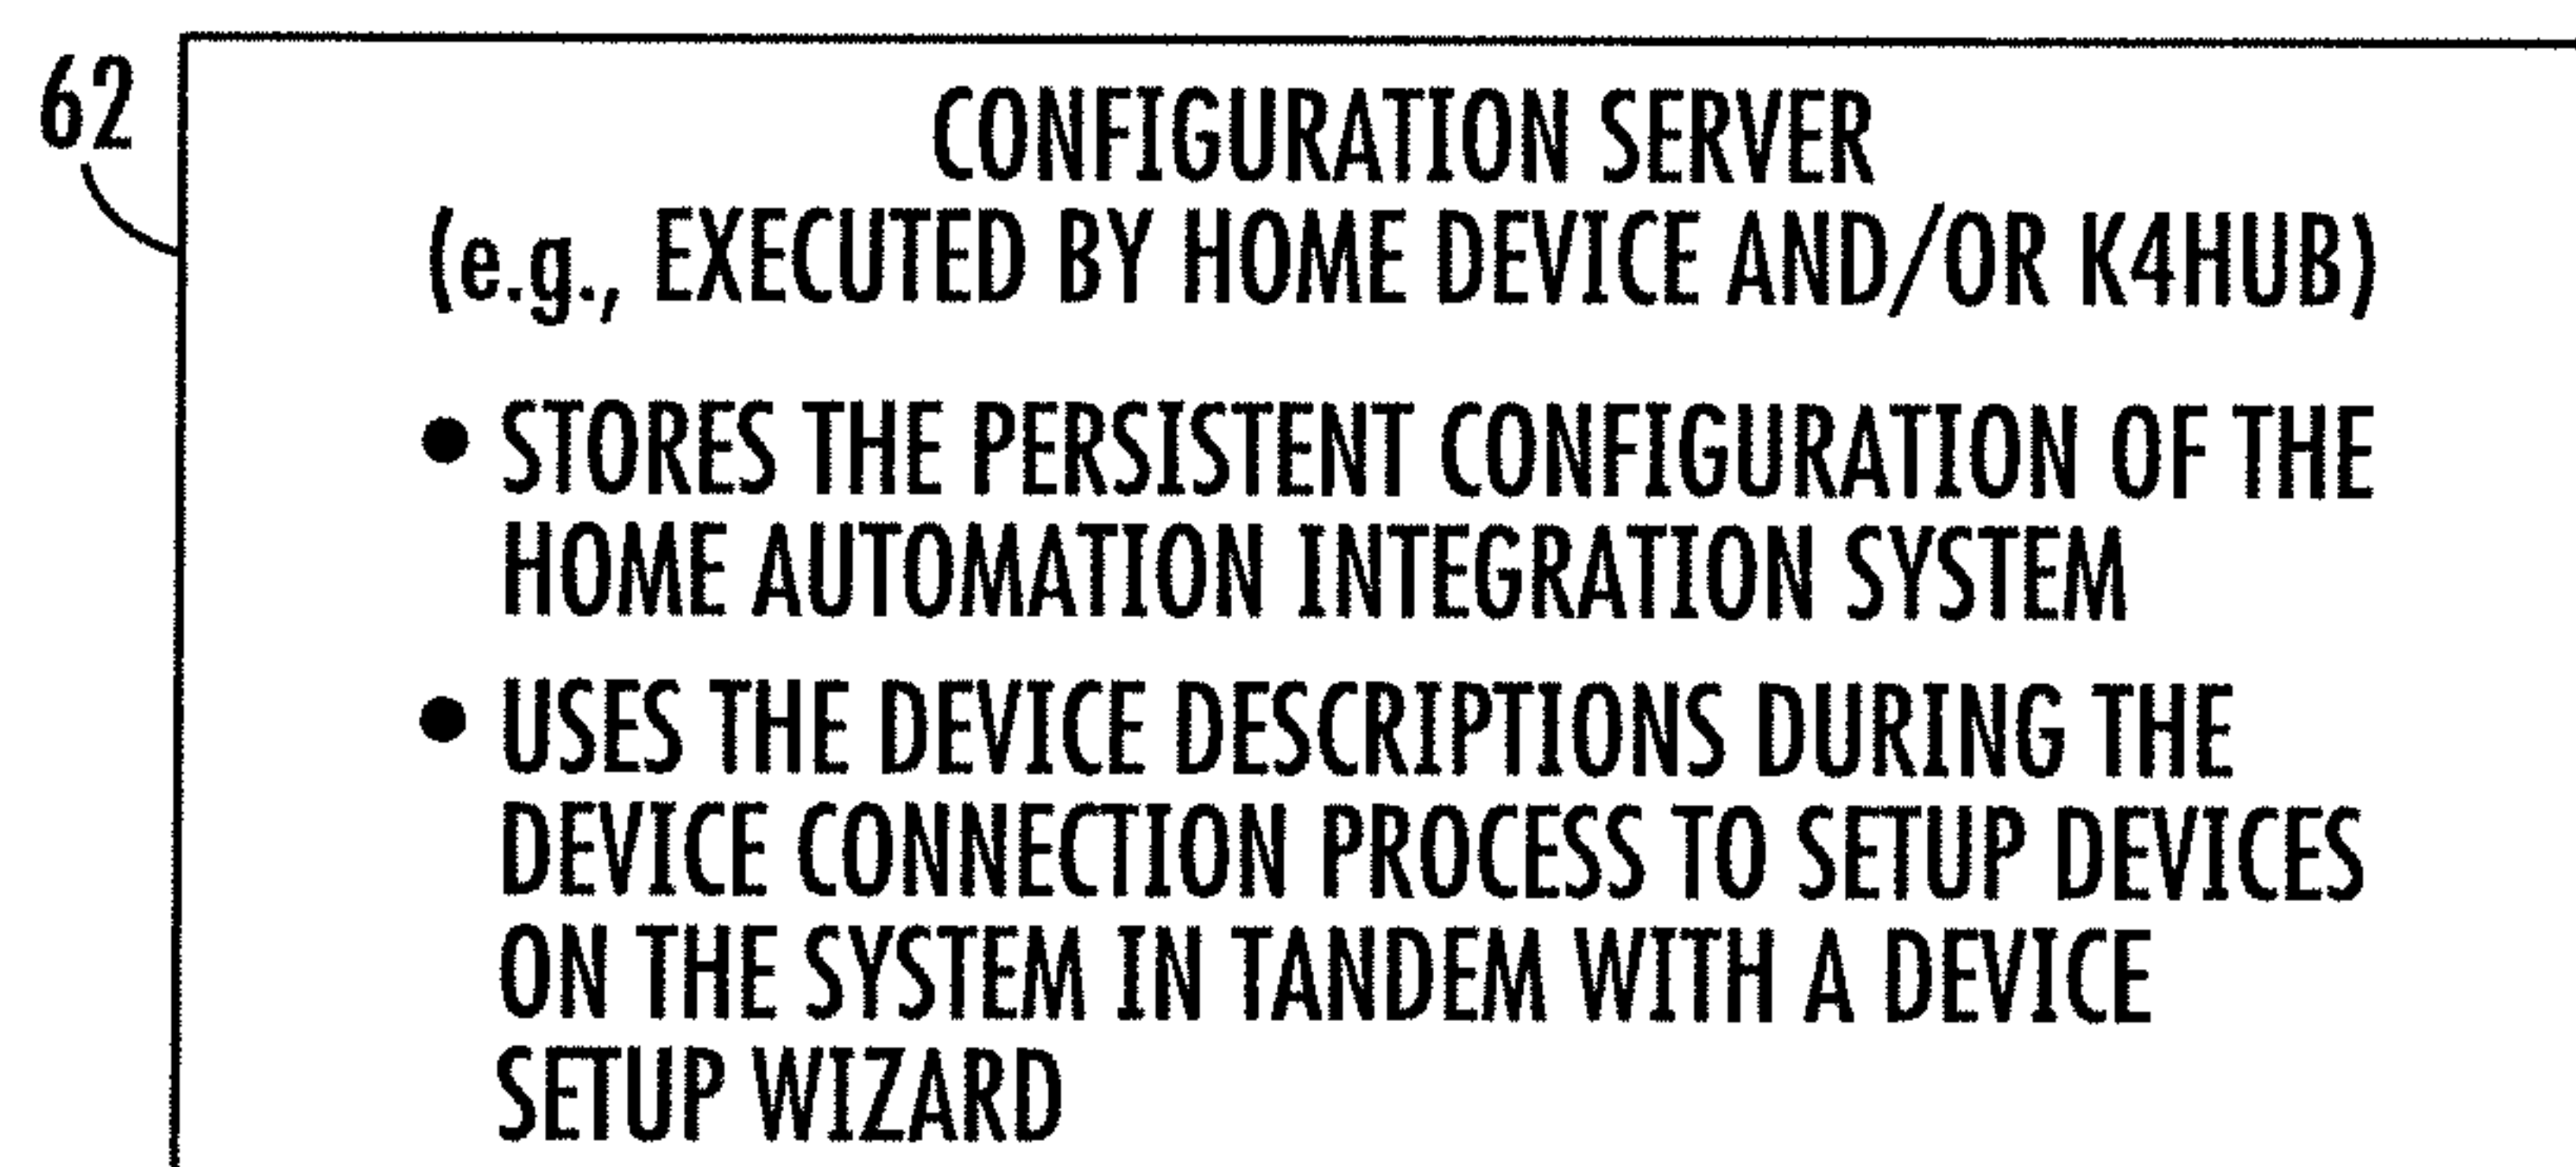 62
CONFIGURATION SERVER
(e.g., EXECUTED BY HOME DEVICE AND/OR K4HUB)
• STORES THE PERSISTENT CONFIGURATION OF THE
HOME AUTOMATION INTEGRATION SYSTEM
• USES THE DEVICE DESCRIPTIONS DURING THE
DEVICE CONNECTION PROCESS TO SETUP DEVICES
ON THE SYSTEM IN TANDEM WITH A DEVICE
SETUP WIZARD